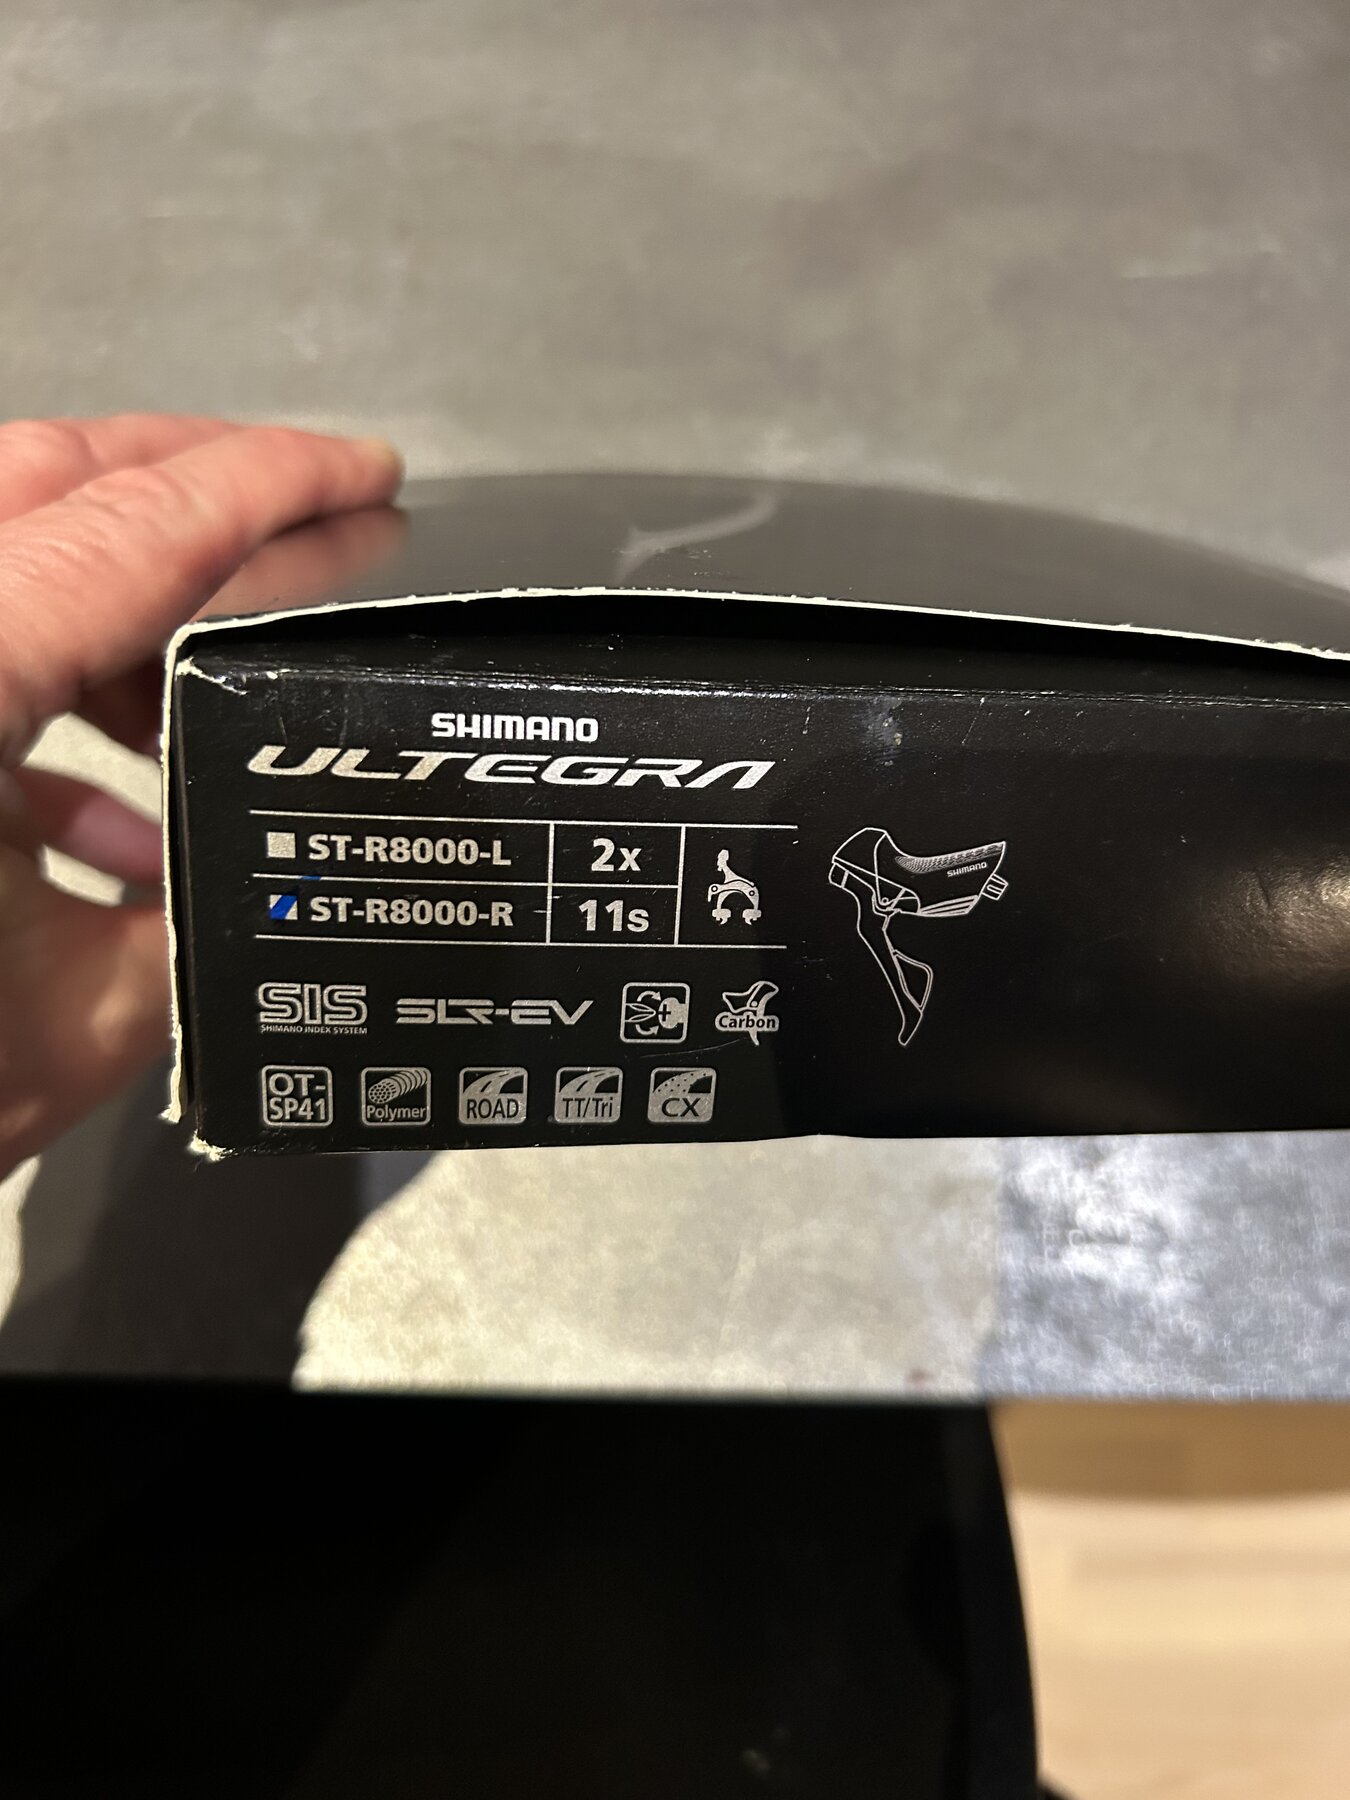 SHIMANO
ULTEGRA
ST-R8000-L 2x
ST-R8000-R 11s
SHIMANO
SIS
SHIMANO INDEX SYSTEM
SLR-EV
Carbon
OT-
SP41
Polymer
ROAD
TT/Tri
CX